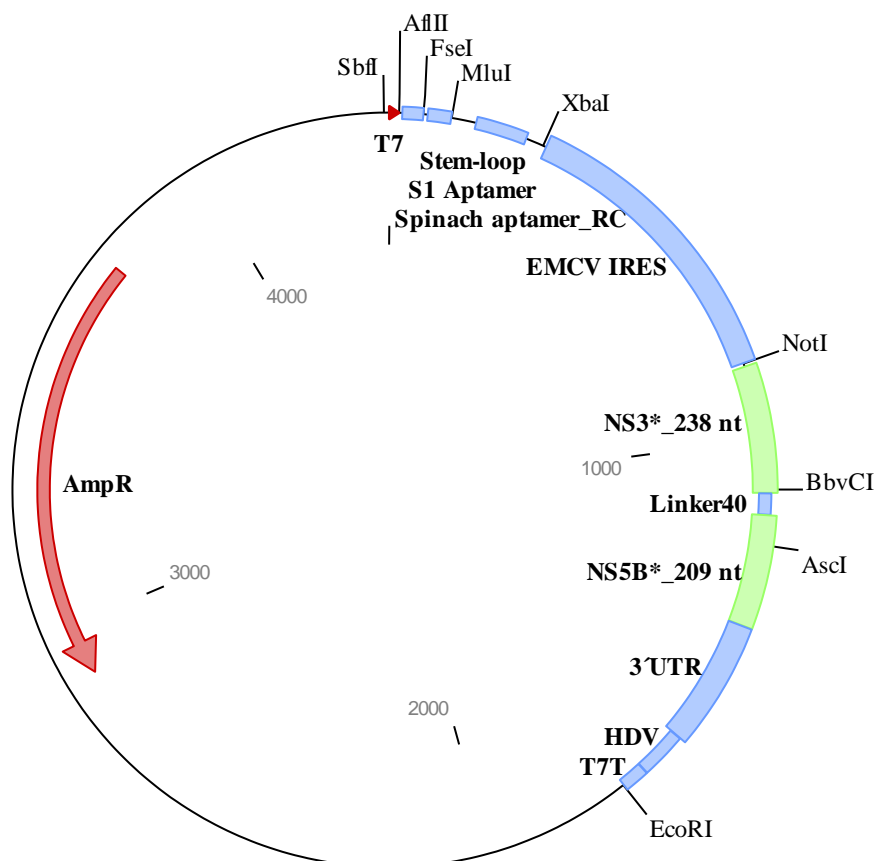 AflII
FseI
SbfI
MluI
XbaI
T7
Stem-loop
S1 Aptamer
Spinach aptamer_RC
EMCV IRES
4000
NotI
NS3*_238 nt
1000
AmpR
BbvCI
Linker40
AscI
NS5B*_209 nt
3000
3´UTR
2000
HDV
T7T
EcoRI